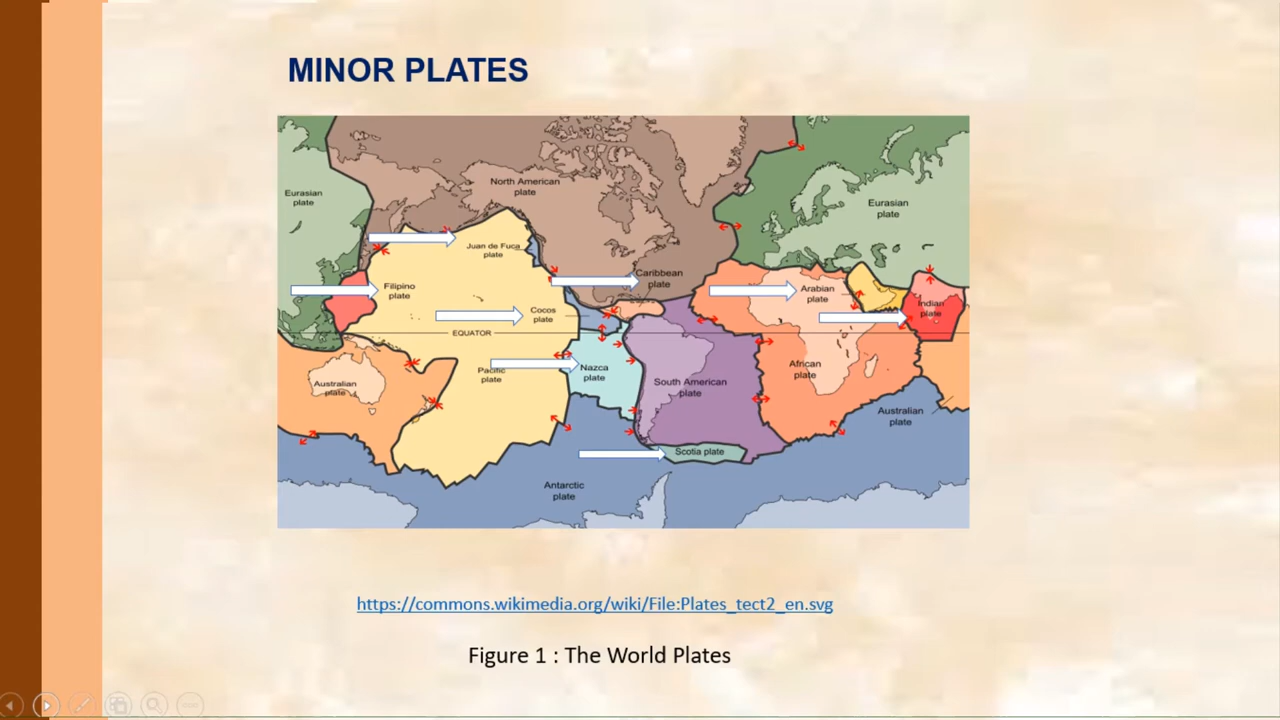 MINOR PLATES
Eurasian
plate
North American
plate
Eurasian
plate
Juan de Fuca
plate
Caribbean
plate
Filipino
plate
Arabian
plate
Cocos
plate
Indian
plate
EQUATOR
Pacific
plate
Nazca
plate
African
plate
Australian
plate
South American
plate
Australian
plate
Scotia plate
Antarctic
plate
https://commons.wikimedia.org/wiki/File:Plates_tect2_en.svg
Figure 1 : The World Plates